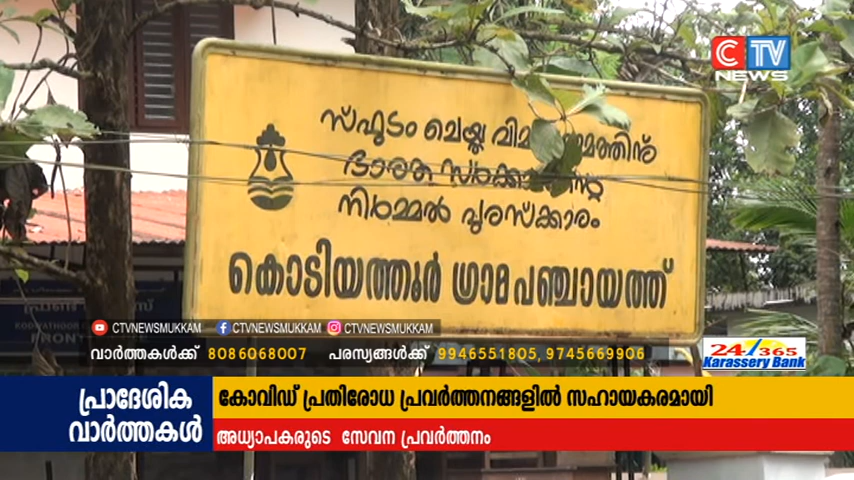 CTV
NEWS
സ്ഫുടം ചെയ്ത
ഭാരത സർക്കാരിന്റെ
നിർമ്മൽ പുരസ്ക്കാരം
കൊടിയത്തൂർ ഗ്രാമപഞ്ചായത്ത്
CTVNEWSMUKKAM CTVNEWSMUKKAM CTVNEWSMUKKAM
വാർത്തകൾക്ക് 8086068007 പരസ്യങ്ങൾക്ക് 9946551805, 9745669906
24/365
Karassery Bank
പ്രാദേശിക
വാർത്തകൾ
കോവിഡ് പ്രതിരോധ പ്രവർത്തനങ്ങളിൽ സഹായകരമായി
അധ്യാപകരുടെ സേവന പ്രവർത്തനം